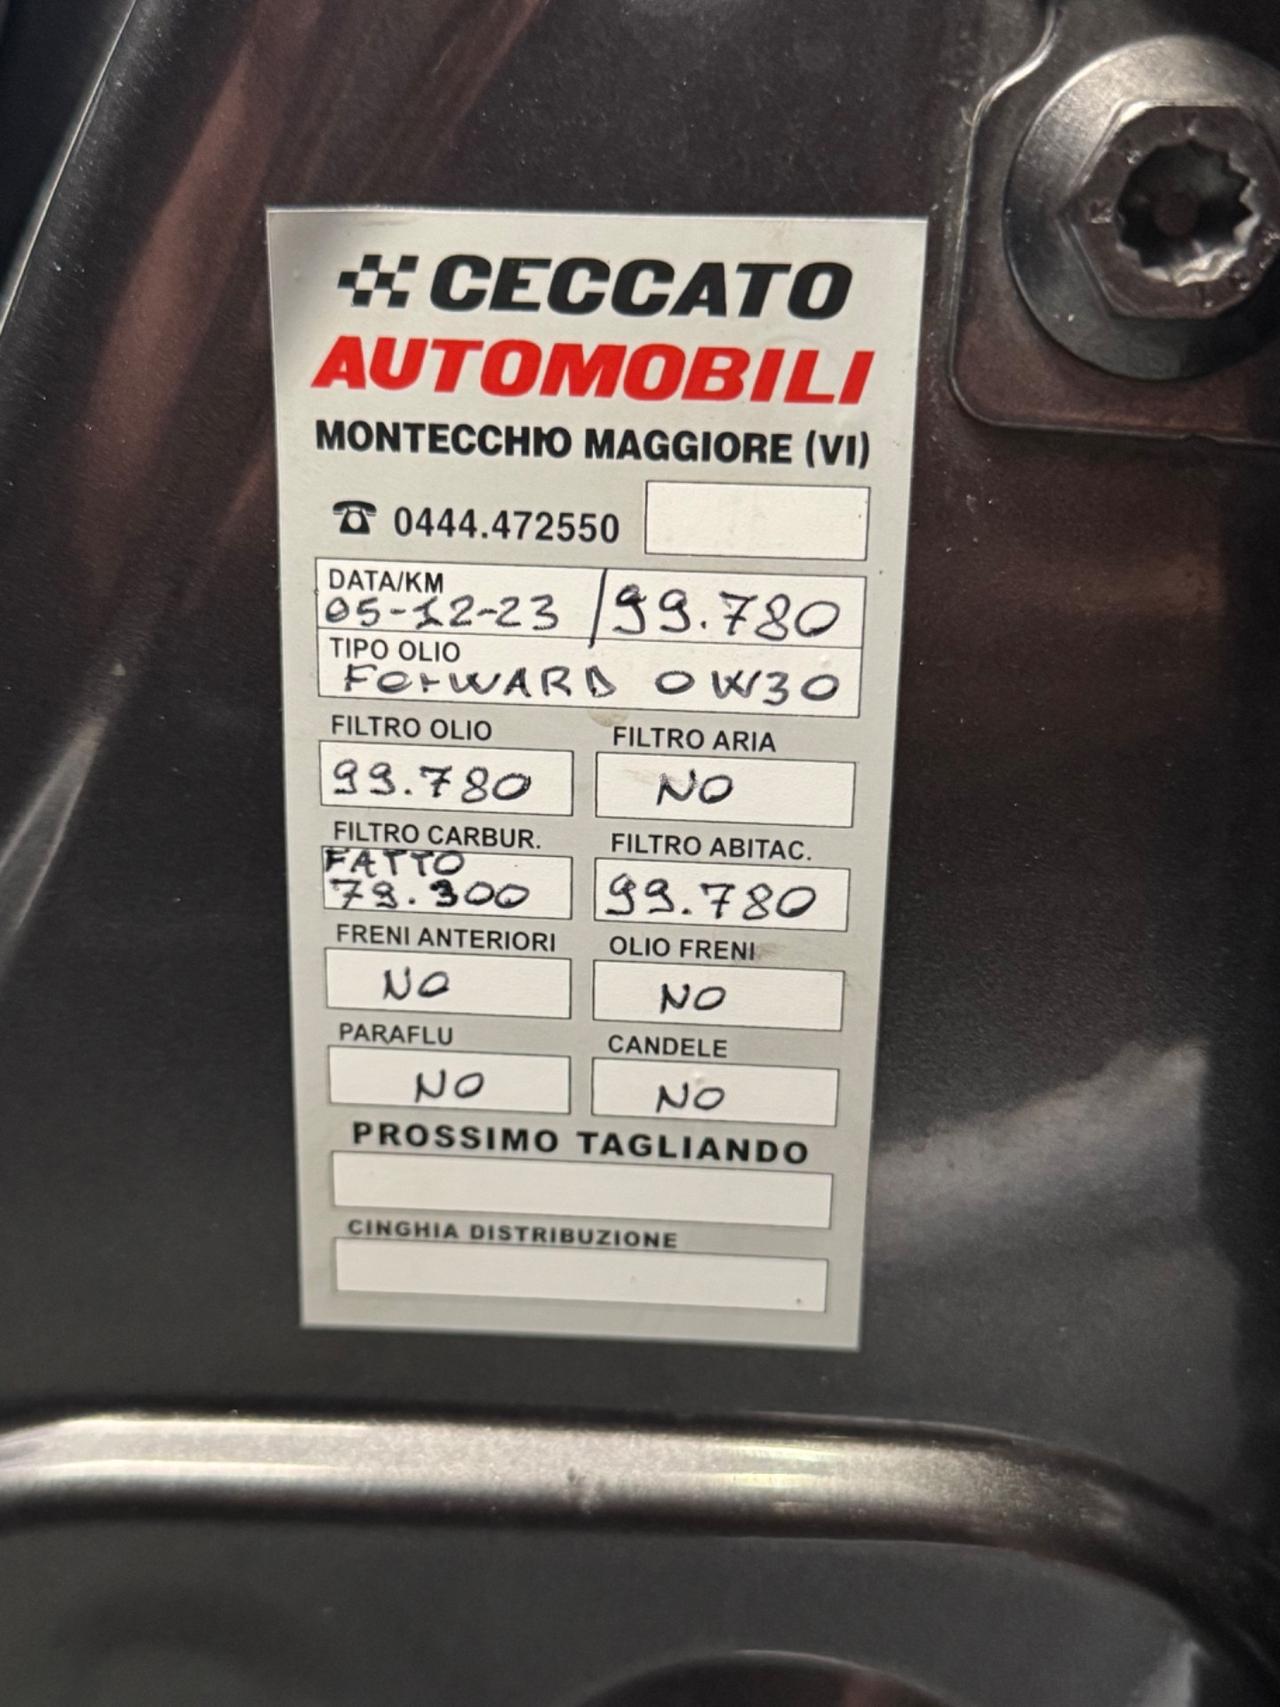 CECCATO
AUTOMOBILI
MONTECCHIO MAGGIORE (VI)
☎ 0444.472550
DATA/KM
05-12-23 / 99.780
TIPO OLIO
ForWARD 0W30
FILTRO OLIO FILTRO ARIA
99.780 NO
FILTRO CARBUR. FILTRO ABITAC.
FATTO
79.300 99.780
FRENI ANTERIORI OLIO FRENI
NO NO
PARAFLU CANDELE
NO NO
PROSSIMO TAGLIANDO
CINGHIA DISTRIBUZIONE